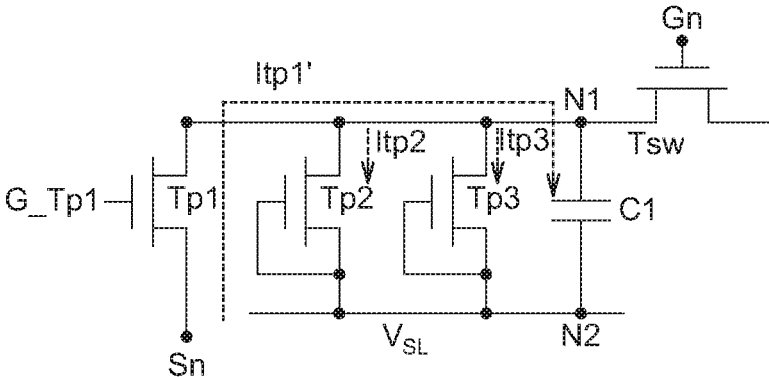 Gn
Itp1'
N1
Itp2
Itp3
Tsw
G_Tp1
Tp1
Tp2
Tp3
C1
VSL
N2
Sn